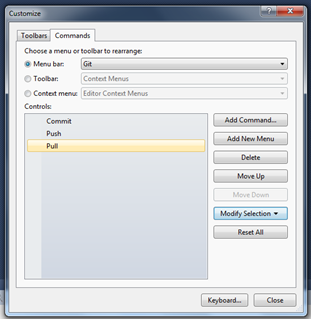 Customize
Toolbars
Commands
Choose a menu or toolbar to rearrange:
Menu bar:
Git
Toolbar:
Context Menus
Context menu:
Editor Context Menus
Controls:
Commit
Push
Pull
Add Command...
Add New Menu
Delete
Move Up
Move Down
Modify Selection
Reset All
Keyboard...
Close